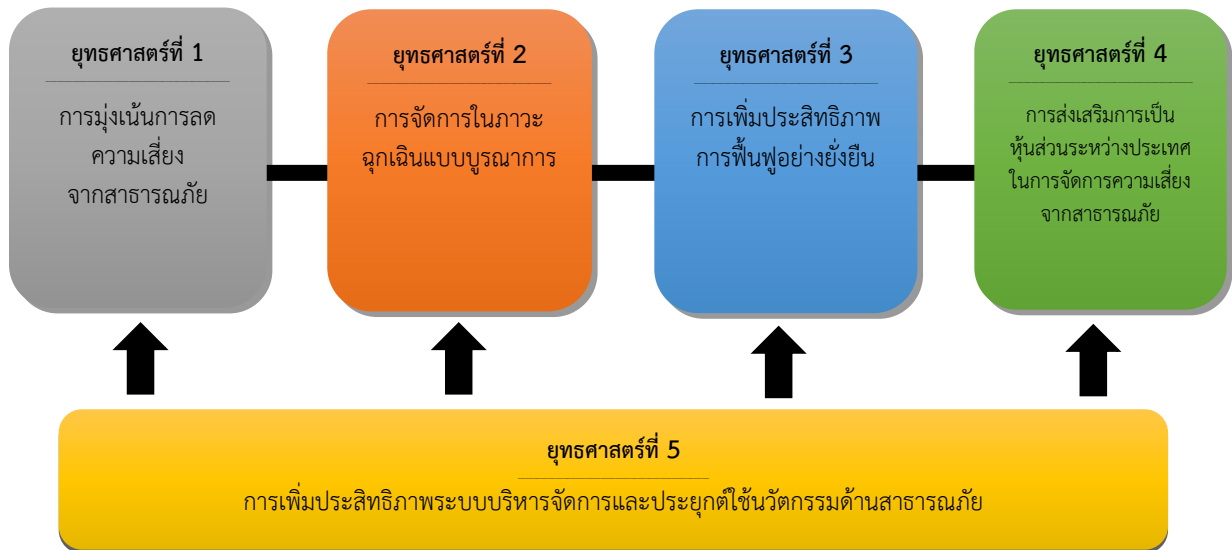 ยุทธศาสตร์ที่ 1
การมุ่งเน้นการลด
ความเสี่ยง
จากสาธารณภัย
ยุทธศาสตร์ที่ 2
การจัดการในภาวะ
ฉุกเฉินแบบบูรณาการ
ยุทธศาสตร์ที่ 3
การเพิ่มประสิทธิภาพ
การฟื้นฟูอย่างยั่งยืน
ยุทธศาสตร์ที่ 4
การส่งเสริมการเป็น
หุ้นส่วนระหว่างประเทศ
ในการจัดการความเสี่ยง
จากสาธารณภัย
ยุทธศาสตร์ที่ 5
การเพิ่มประสิทธิภาพระบบบริหารจัดการและประยุกต์ใช้นวัตกรรมด้านสาธารณภัย